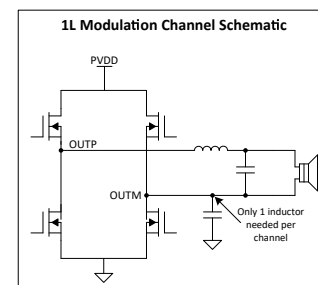 1L Modulation Channel Schematic
PVDD
OUTP
OUTM
Only 1 inductor
needed per
channel